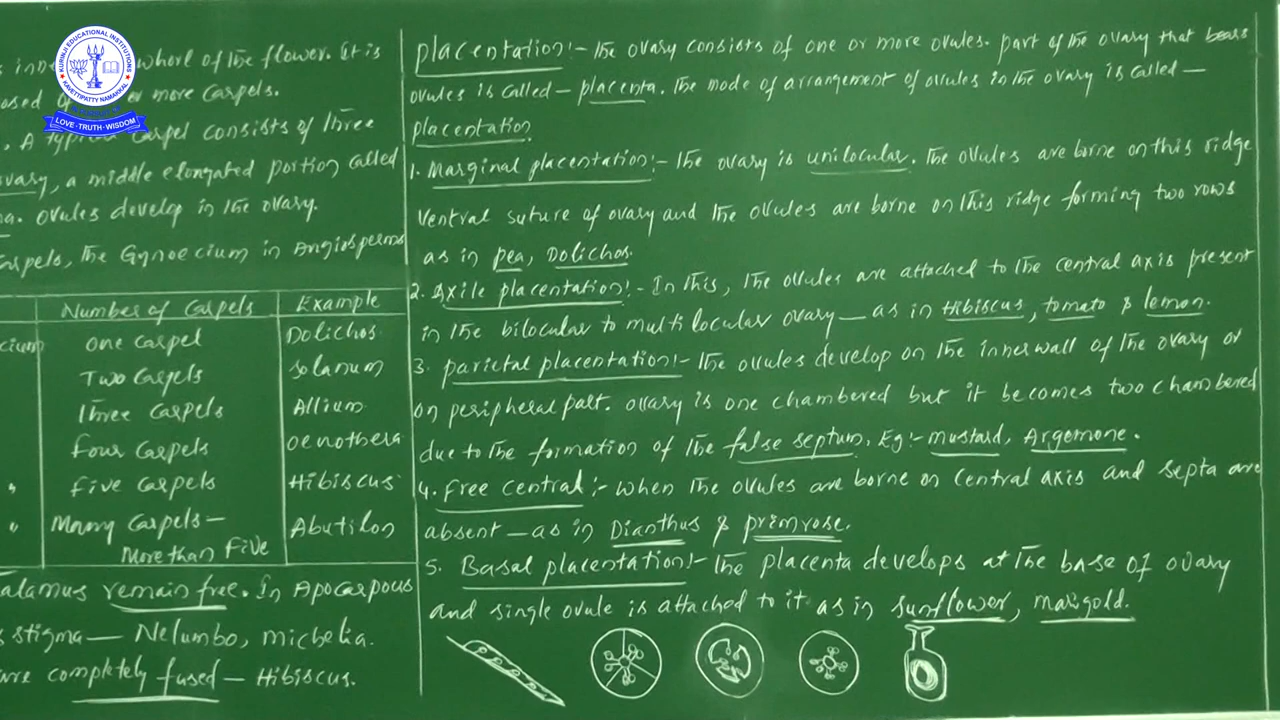 KURINJI EDUCATIONAL INSTITUTIONS
KAVETTIPATTY NAMAKKAL
LOVE · TRUTH · WISDOM
whorl of the flower. It is
more Carpels.
. A Carpel consists of three
ovary, a middle elongated portion called
. ovules develop in the ovary.
Carpels, the Gynoecium in Angiosperms
Number of Carpels Example
one carpel Dolichos
Two Carpels Solanum
Three Carpels Allium
four Carpels oenothera
five Carpels Hibiscus
Many Carpels – Abutilon
More than Five
remain free. In Apocarpous
stigma – Nelumbo, michelia.
are completely fused – Hibiscus.
placentation:- The ovary consists of one or more ovules. part of the ovary that bears
ovules is called – placenta. The mode of arrangement of ovules in the ovary is called –
placentation
1. Marginal placentation:- The ovary is unilocular. The ovules are borne on this ridge
Ventral suture of ovary and the ovules are borne on this ridge forming two rows
as in pea, Dolichos.
2. Axile placentation:- In this, the ovules are attached to the central axis present
in the bilocular to multilocular ovary – as in Hibiscus, tomato & lemon.
3. parietal placentation:- The ovules develop on the inner wall of the ovary or
on peripheral part. ovary is one chambered but it becomes two chambered
due to the formation of the false septum. Eg:- mustard, Argemone.
4. Free central:- when the ovules are borne on central axis and septa are
absent – as in Dianthus & primrose.
5. Basal placentation:- The placenta develops at the base of ovary
and single ovule is attached to it as in sunflower, marigold.